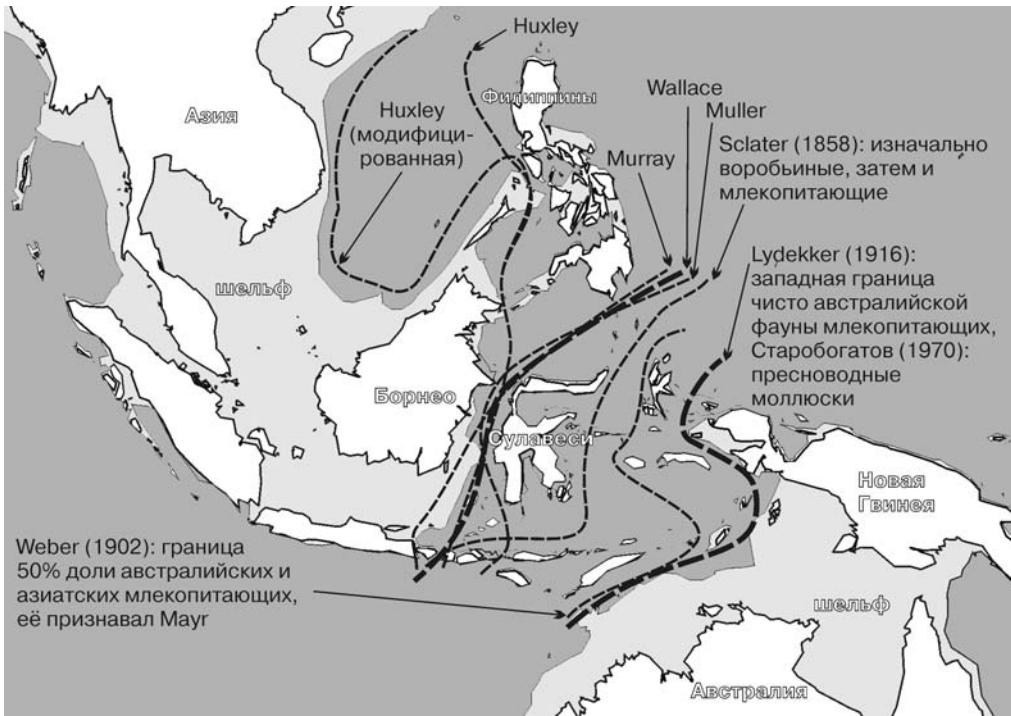 Huxley
Филиппины
Азия
Huxley
(модифици-
рованная)
Wallace
Muller
Murray
Sclater (1858): изначально
воробьиные, затем и
млекопитающие
Lydekker (1916):
западная граница
чисто австралийской
фауны млекопитающих,
Старобогатов (1970):
пресноводные
моллюски
шельф
Борнео
Сулавеси
Новая
Гвинея
Weber (1902): граница
50% доли австралийских и
азиатских млекопитающих,
её признавал Mayr
шельф
Австралия